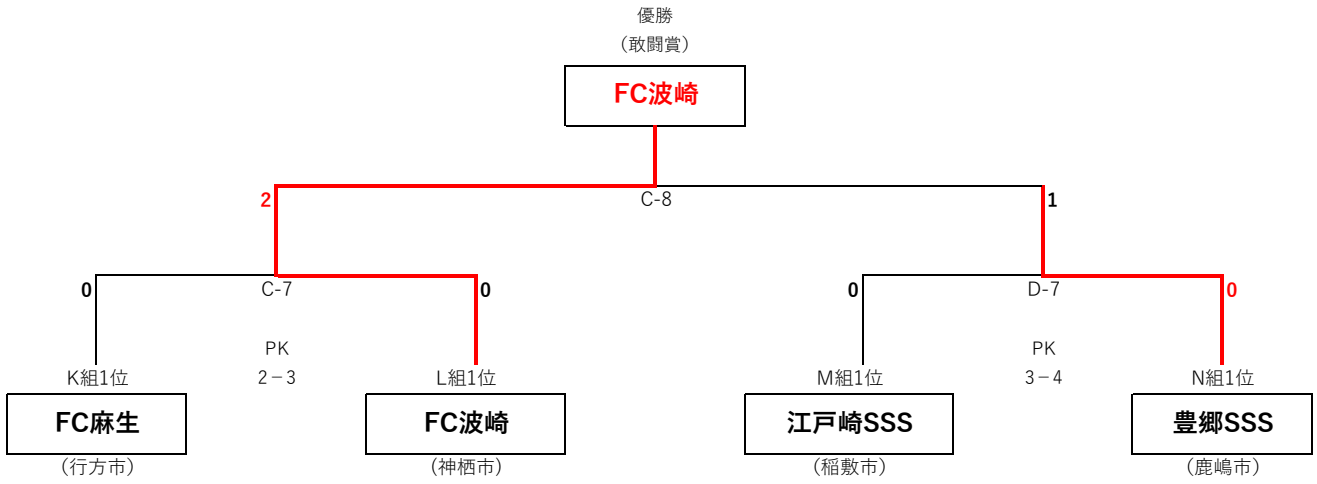 優勝
（敢闘賞）
FC波崎
2
C-8
1
0
C-7
0
0
D-7
0
PK
PK
K組1位
2－3
L組1位
M組1位
3－4
N組1位
FC麻生
FC波崎
江戸崎SSS
豊郷SSS
（行方市）
（神栖市）
（稲敷市）
（鹿嶋市）